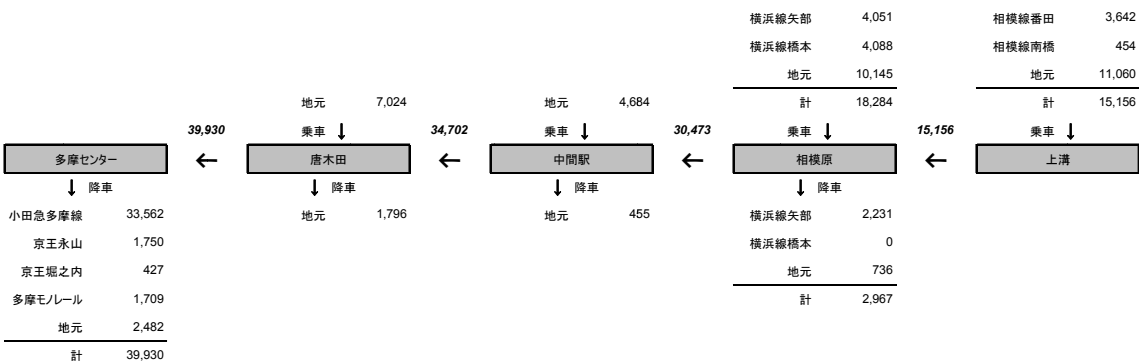 横浜線矢部 4,051 相模線番田 3,642
横浜線橋本 4,088 相模線南橋 454
地元 10,145 地元 11,060
地元 7,024 地元 4,684 計 18,284 計 15,156
39,930 乗車 ↓ 34,702 乗車 ↓ 30,473 乗車 ↓ 15,156 乗車 ↓
多摩センター ← 唐木田 ← 中間駅 ← 相模原 ← 上溝
↓ 降車 ↓ 降車 ↓ 降車 ↓ 降車
小田急多摩線 33,562 地元 1,796 地元 455 横浜線矢部 2,231
京王永山 1,750 横浜線橋本 0
京王堀之内 427 地元 736
多摩モノレール 1,709 計 2,967
地元 2,482
計 39,930